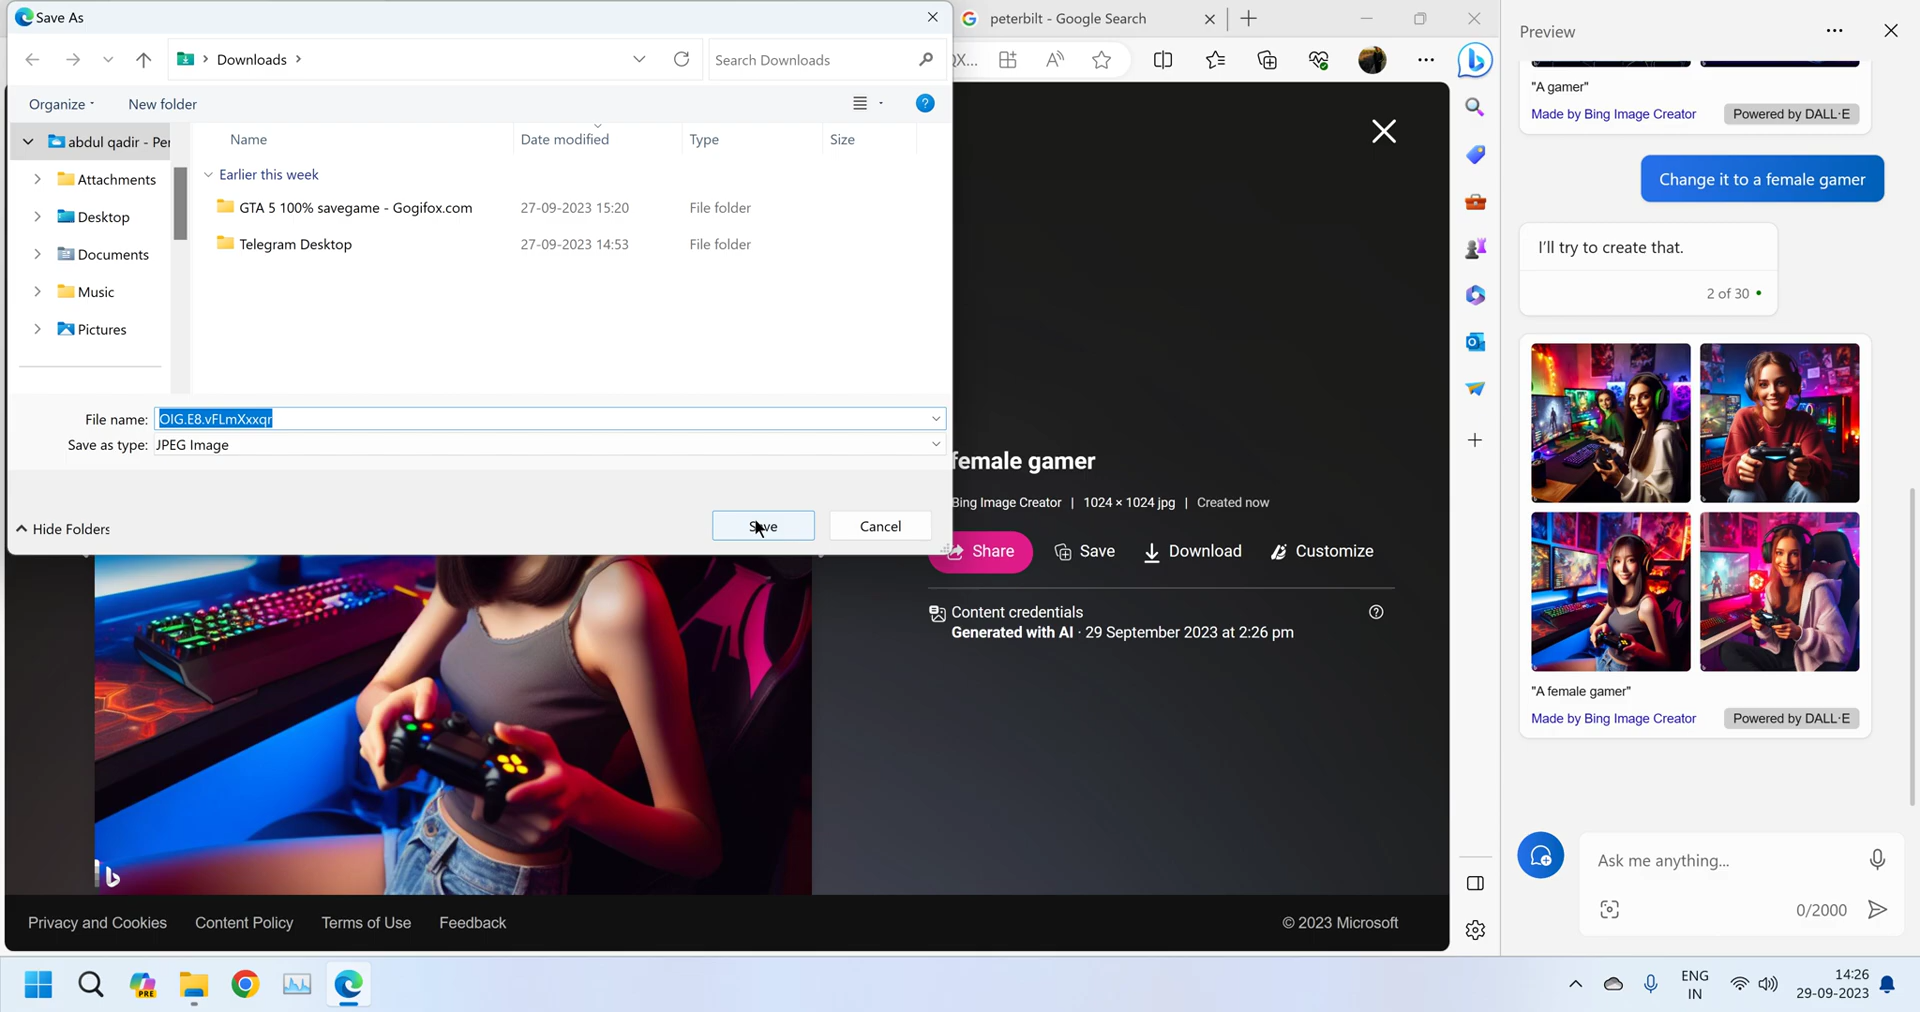 Save As
peterbilt - Google Search
Downloads
Search Downloads
QX...
Organize
New folder
Name
Date modified
Type
Size
abdul qadir - Per
Attachments
Desktop
Documents
Music
Pictures
Earlier this week
GTA 5 100% savegame - Gogifox.com
27-09-2023 15:20
File folder
Telegram Desktop
27-09-2023 14:53
File folder
File name: OIG.E8.vFLmXxxqr
Save as type: JPEG Image
Hide Folders
Save
Cancel
female gamer
Bing Image Creator | 1024 × 1024 jpg | Created now
Share
Save
Download
Customize
Content credentials
Generated with AI · 29 September 2023 at 2:26 pm
Privacy and Cookies
Content Policy
Terms of Use
Feedback
© 2023 Microsoft
Preview
"A gamer"
Made by Bing Image Creator
Powered by DALL·E
Change it to a female gamer
I'll try to create that.
2 of 30
"A female gamer"
Made by Bing Image Creator
Powered by DALL·E
Ask me anything...
0/2000
PRE
ENG
IN
14:26
29-09-2023